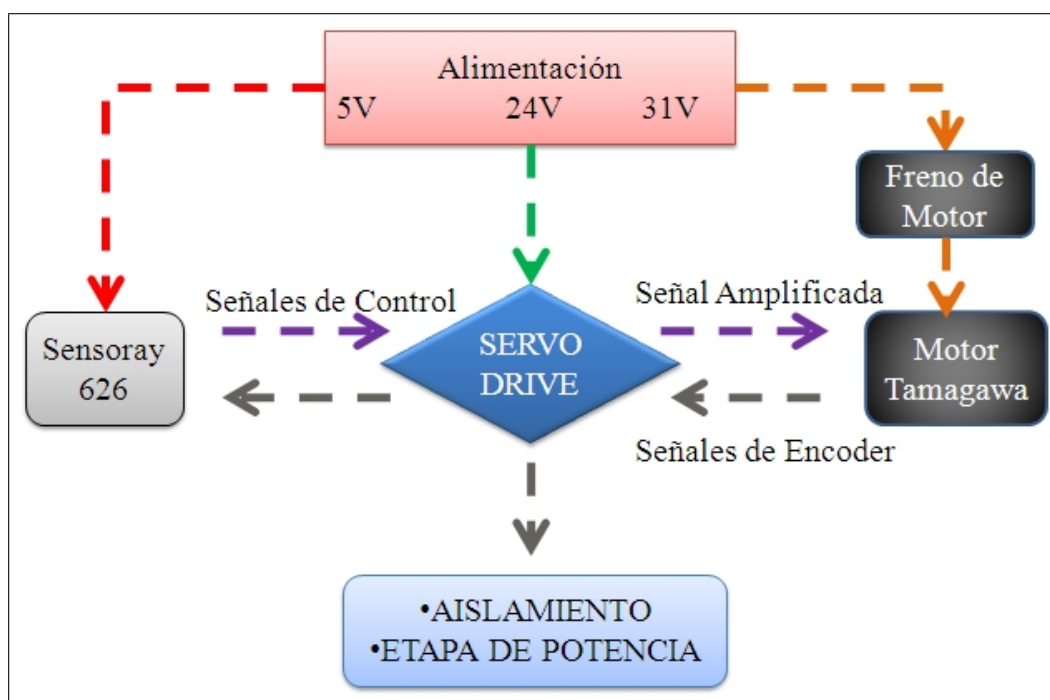 Alimentación
5V 24V 31V
Freno de
Motor
Señales de Control
Señal Amplificada
Sensoray
626
SERVO
DRIVE
Motor
Tamagawa
Señales de Encoder
•AISLAMIENTO
•ETAPA DE POTENCIA